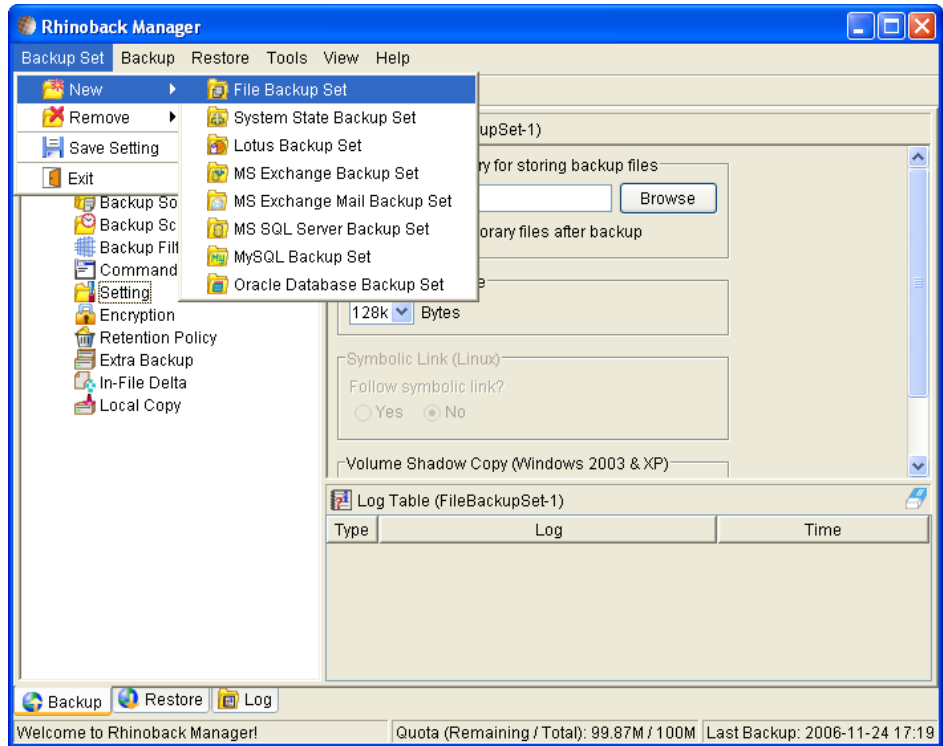 Rhinoback Manager
Backup Set Backup Restore Tools View Help
New
Remove
Save Setting
Exit
File Backup Set
System State Backup Set
Lotus Backup Set
MS Exchange Backup Set
MS Exchange Mail Backup Set
MS SQL Server Backup Set
MySQL Backup Set
Oracle Database Backup Set
Backup So
Backup Sc
Backup Filt
Command
Setting
Encryption
Retention Policy
Extra Backup
In-File Delta
Local Copy
upSet-1)
ry for storing backup files
Browse
orary files after backup
128k Bytes
Symbolic Link (Linux)
Follow symbolic link?
Yes No
Volume Shadow Copy (Windows 2003 & XP)
Log Table (FileBackupSet-1)
Type Log Time
Backup Restore Log
Welcome to Rhinoback Manager! Quota (Remaining / Total): 99.87M / 100M Last Backup: 2006-11-24 17:19